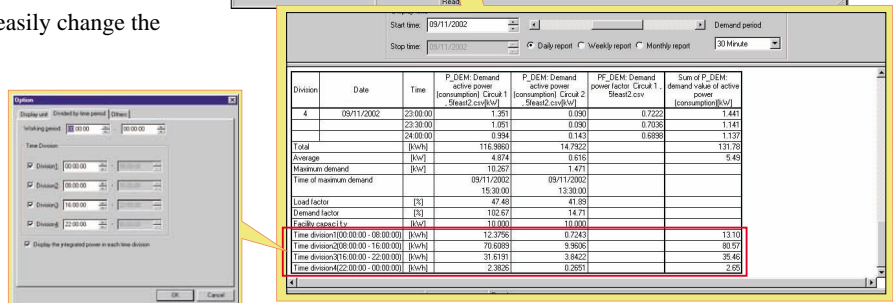 easily change the
Read
Start time: 09/11/2002
Demand period
Stop time: 09/11/2002
Daily report Weekly report Monthly report 30 Minute
Division Date Time P_DEM: Demand active power (consumption) Circuit 1 , 5feast2.csv[kW] P_DEM: Demand active power (consumption) Circuit 2 , 5feast2.csv[kW] PF_DEM: Demand power factor Circuit 1 , 5feast2.csv Sum of P_DEM: demand value of active power (consumption)[kW]
4 09/11/2002 23:00:00 1.351 0.090 0.7222 1.441
23:30:00 1.051 0.090 0.7036 1.141
24:00:00 0.994 0.143 0.6898 1.137
Total [kWh] 116.9860 14.7922 131.78
Average [kW] 4.874 0.616 5.49
Maximum demand [kW] 10.267 1.471
Time of maximum demand 09/11/2002 09/11/2002
15:30:00 13:30:00
Load factor [%] 47.48 41.89
Demand factor [%] 102.67 14.71
Facility capacity [kW] 10.000 10.000
Time division1(00:00:00 - 08:00:00) [kWh] 12.3756 0.7243 13.10
Time division2(08:00:00 - 16:00:00) [kWh] 70.6089 9.9606 80.57
Time division3(16:00:00 - 22:00:00) [kWh] 31.6191 3.8422 35.46
Time division4(22:00:00 - 00:00:00) [kWh] 2.3826 0.2651 2.65
Option
Display unit Divided by time period Others
Working period 00:00:00 - 00:00:00
Time Division
Division1 00:00:00 -
Division2 08:00:00 -
Division3 16:00:00 -
Division4 22:00:00 -
Display the integrated power in each time division
OK Cancel